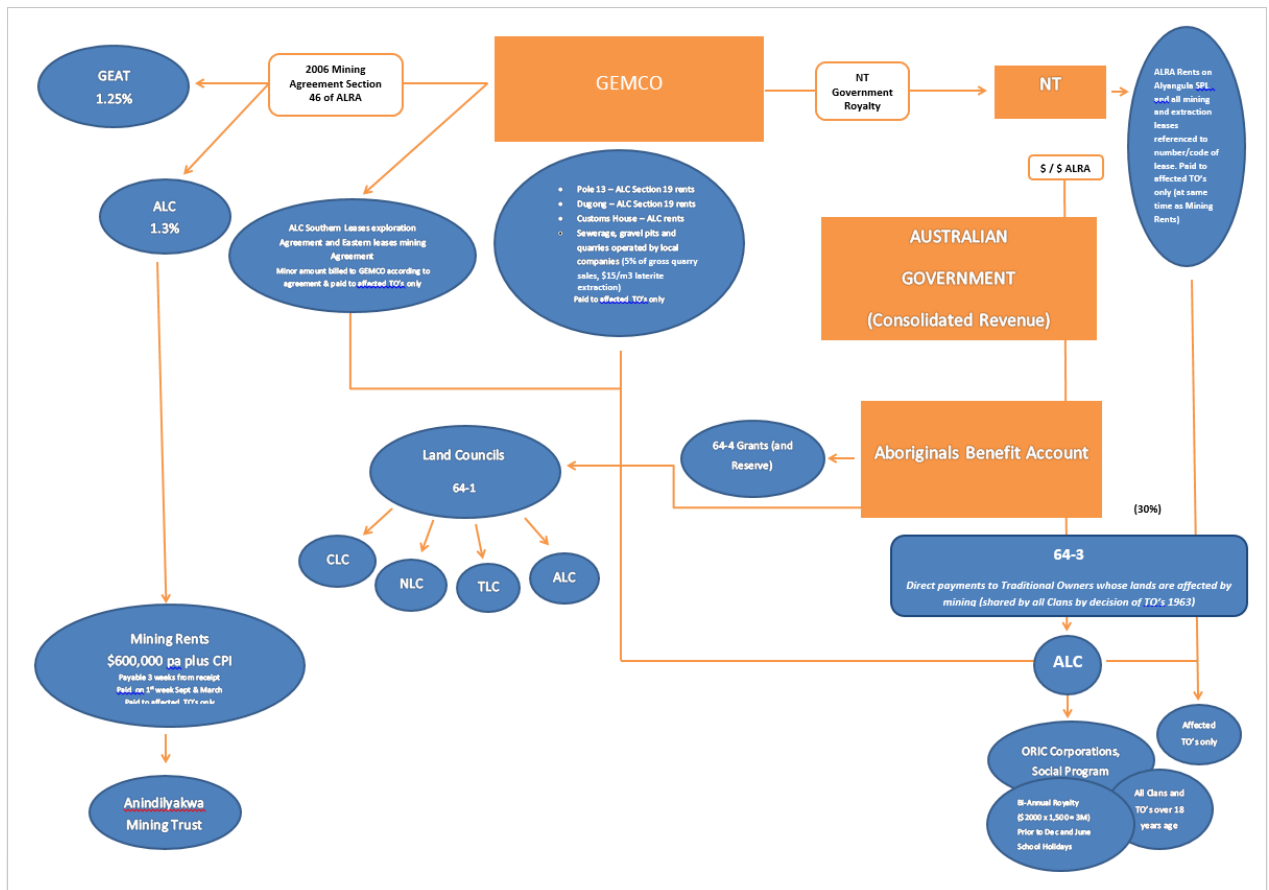 GEAT
1.25%
2006 Mining
Agreement Section
46 of ALRA
GEMCO
NT
Government
Royalty
NT
ALRA Rents on
Alyangula SPL
and all mining
and extraction
leases
referenced to
number/code of
lease. Paid to
affected TO's
only (at same
time as Mining
Rents)
$ / $ ALRA
ALC
1.3%
ALC Southern Leases exploration
Agreement and Eastern leases mining
Agreement
Minor amount billed to GEMCO according to
agreement & paid to affected TO's only
• Pole 13 – ALC Section 19 rents
• Dugong – ALC Section 19 rents
• Customs House – ALC rents
○ Sewerage, gravel pits and
quarries operated by local
companies (5% of gross quarry
sales, $15/m3 laterite
extraction)
Paid to affected TO's only
AUSTRALIAN
GOVERNMENT
(Consolidated Revenue)
Land Councils
64-1
64-4 Grants (and
Reserve)
Aboriginals Benefit Account
(30%)
CLC
NLC
TLC
ALC
64-3
Direct payments to Traditional Owners whose lands are affected by
mining (shared by all Clans by decision of TO's 1963)
Mining Rents
$600,000 pa plus CPI
Payable 3 weeks from receipt
Paid on 1st week Sept & March
Paid to affected TO's only
ALC
Affected
TO's only
ORIC Corporations,
Social Program
Anindilyakwa
Mining Trust
Bi-Annual Royalty
($2000 x 1,500 = 3M)
Prior to Dec and June
School Holidays
All Clans and
TO's over 18
years age